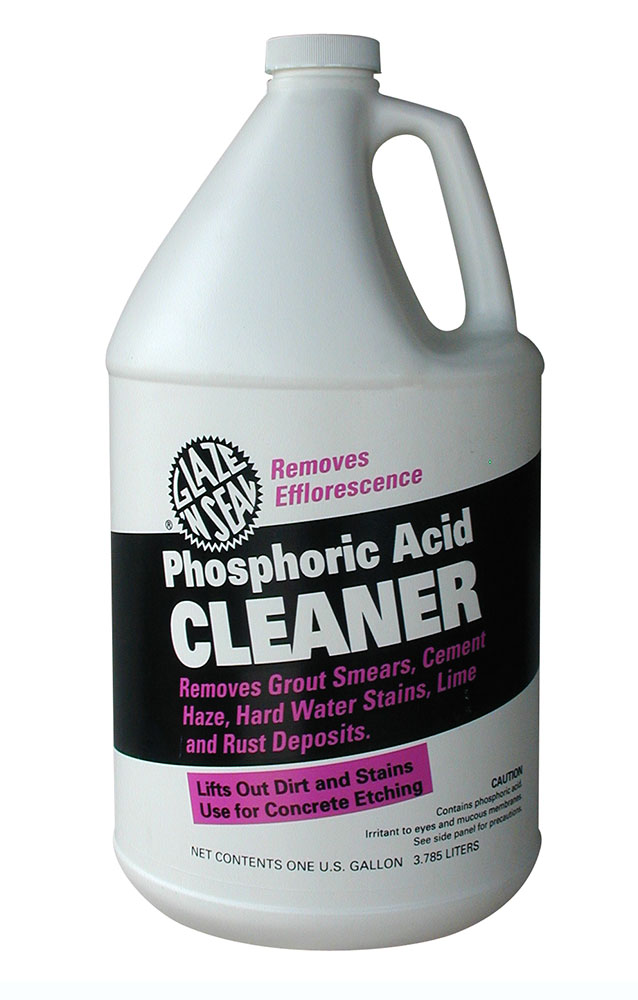 GLAZE
'N SEAL
®
Removes
Efflorescence
Phosphoric Acid
CLEANER
Removes Grout Smears, Cement
Haze, Hard Water Stains, Lime
and Rust Deposits.
Lifts Out Dirt and Stains
Use for Concrete Etching
CAUTION
Contains phosphoric acid.
Irritant to eyes and mucous membranes.
See side panel for precautions.
NET CONTENTS ONE U.S. GALLON 3.785 LITERS